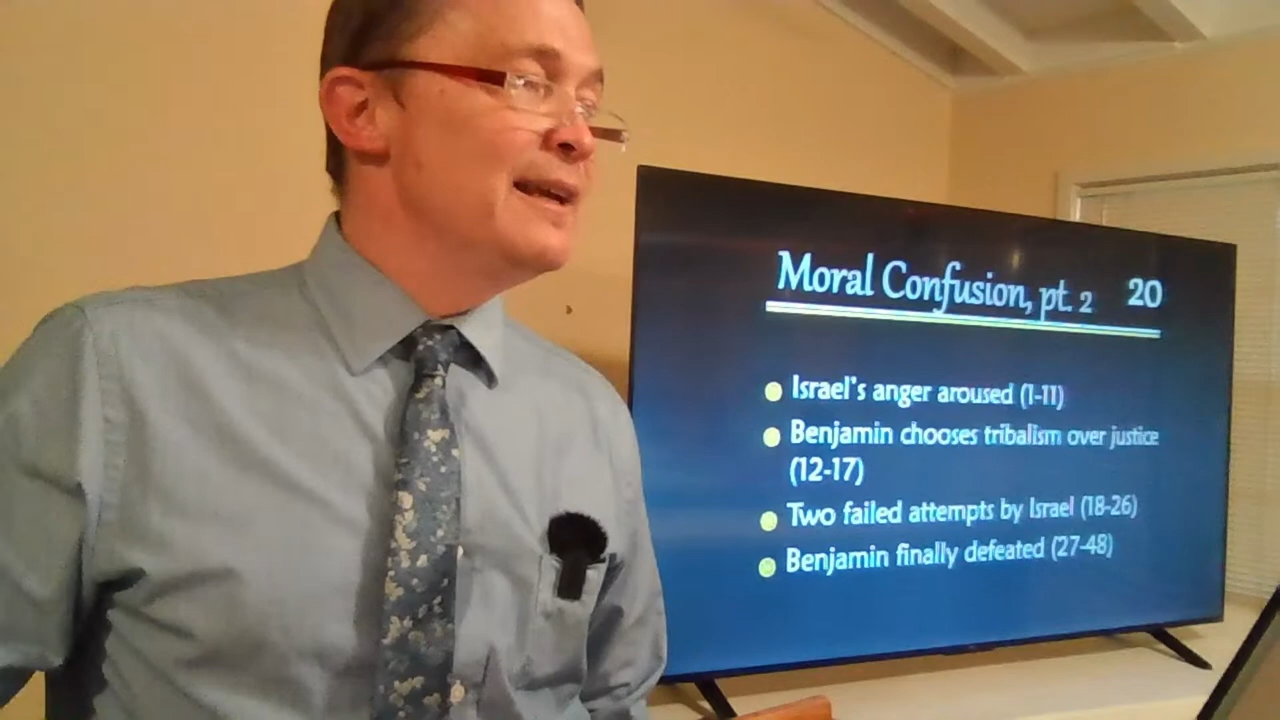 Moral Confusion, pt. 2 20
Israel's anger aroused (1-11)
Benjamin chooses tribalism over justice
(12-17)
Two failed attempts by Israel (18-26)
Benjamin finally defeated (27-48)